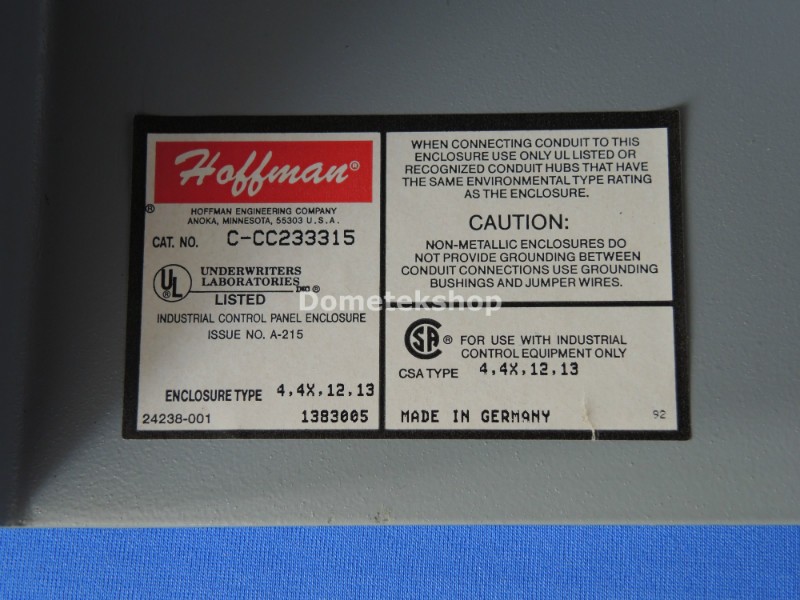 Hoffman®
®
HOFFMAN ENGINEERING COMPANY
ANOKA, MINNESOTA, 55303 U.S.A.
CAT. NO. C-CC233315
UL ®
UNDERWRITERS
LABORATORIES INC.®
LISTED
INDUSTRIAL CONTROL PANEL ENCLOSURE
ISSUE NO. A-215
ENCLOSURE TYPE 4,4X,12,13
24238-001 1383005
WHEN CONNECTING CONDUIT TO THIS
ENCLOSURE USE ONLY UL LISTED OR
RECOGNIZED CONDUIT HUBS THAT HAVE
THE SAME ENVIRONMENTAL TYPE RATING
AS THE ENCLOSURE.
CAUTION:
NON-METALLIC ENCLOSURES DO
NOT PROVIDE GROUNDING BETWEEN
CONDUIT CONNECTIONS USE GROUNDING
BUSHINGS AND JUMPER WIRES.
SA ® FOR USE WITH INDUSTRIAL
CONTROL EQUIPMENT ONLY
CSA TYPE 4,4X,12,13
MADE IN GERMANY 92
Dometekshop